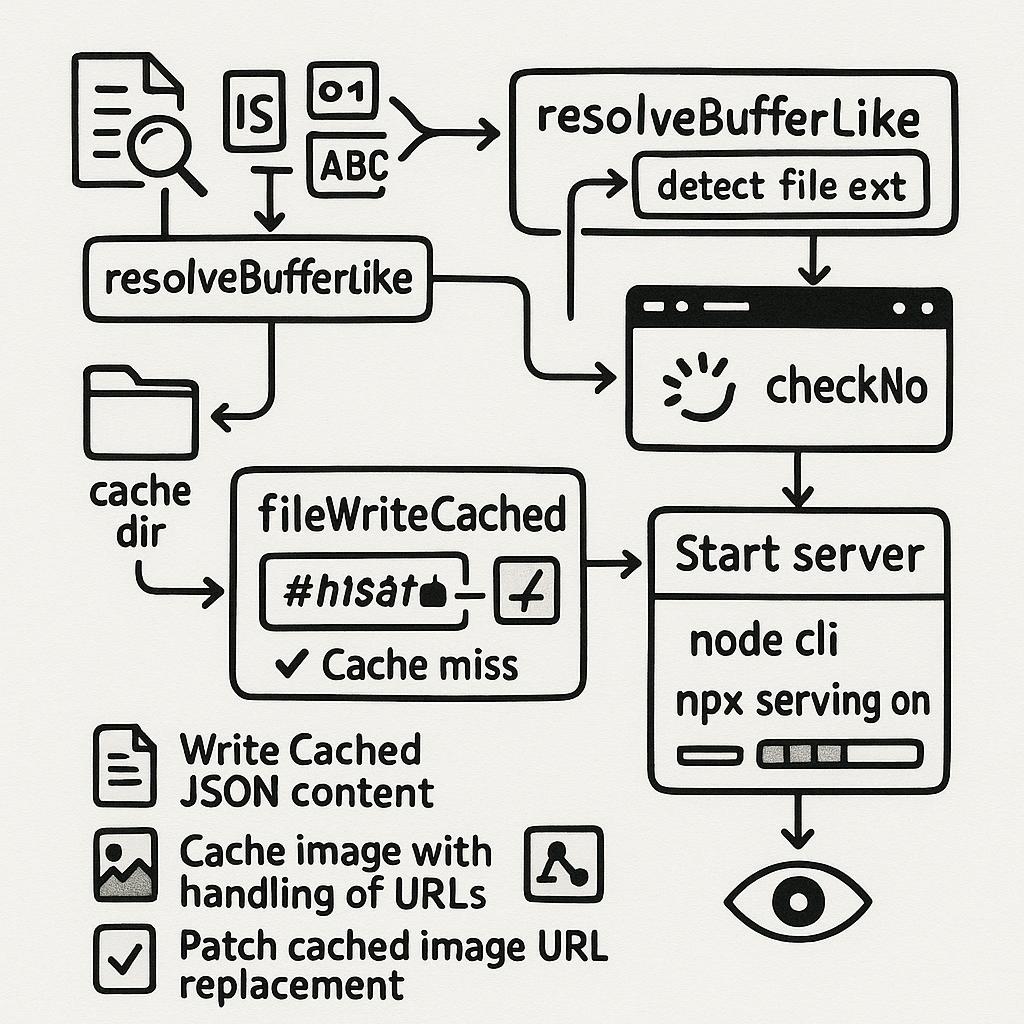 IS
01
ABC
resolveBufferLike
detect file ext
resolveBufferLike
checkNo
cache
dir
fileWriteCached
✓ Cache miss
Start server
node cli
npx serving on
Write Cached
JSON content
Cache image with
handling of URLs
Patch cached image URL
replacement